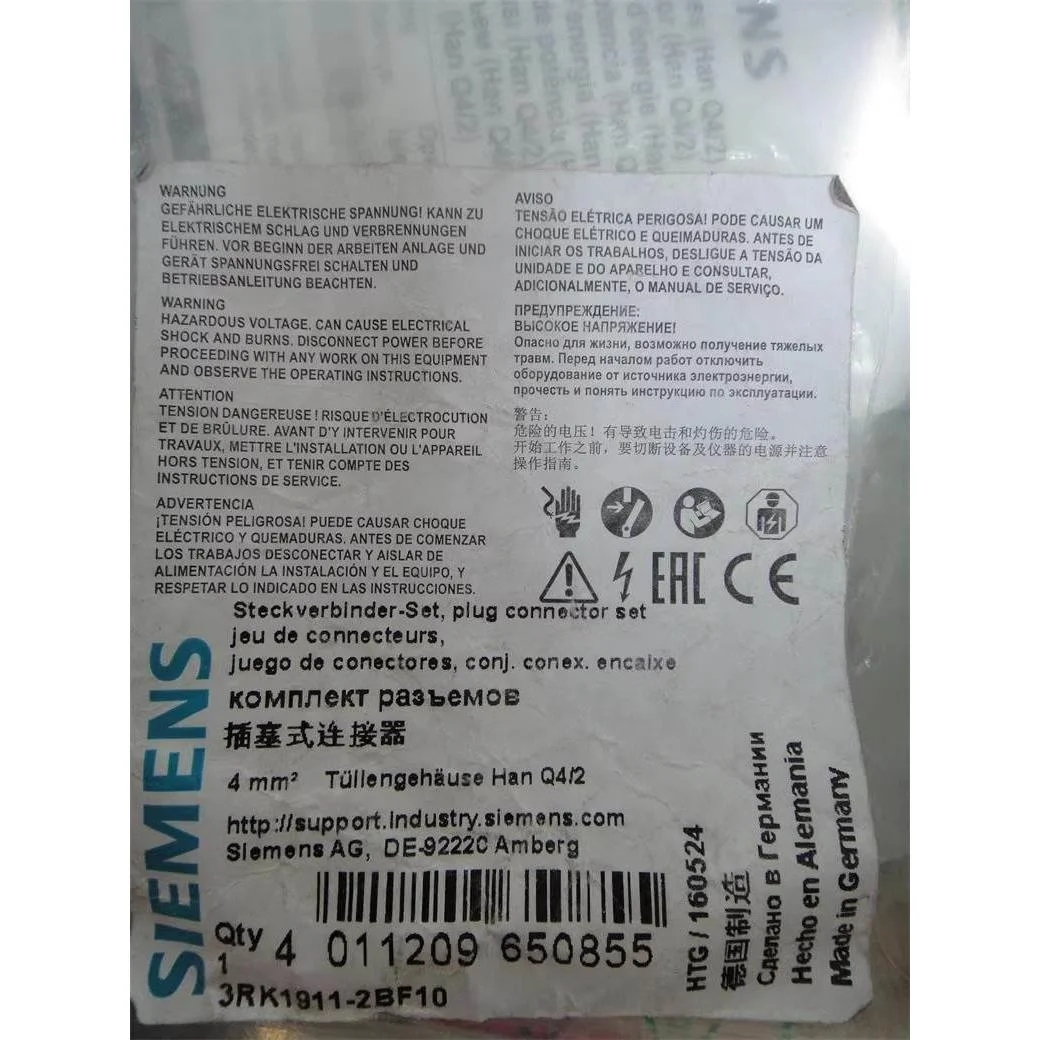 NS
WARNUNG
GEFÄHRLICHE ELEKTRISCHE SPANNUNG! KANN ZU
ELEKTRISCHEM SCHLAG UND VERBRENNUNGEN
FÜHREN. VOR BEGINN DER ARBEITEN ANLAGE UND
GERÄT SPANNUNGSFREI SCHALTEN UND
BETRIEBSANLEITUNG BEACHTEN.
WARNING
HAZARDOUS VOLTAGE. CAN CAUSE ELECTRICAL
SHOCK AND BURNS. DISCONNECT POWER BEFORE
PROCEEDING WITH ANY WORK ON THIS EQUIPMENT
AND OBSERVE THE OPERATING INSTRUCTIONS.
ATTENTION
TENSION DANGEREUSE ! RISQUE D'ÉLECTROCUTION
ET DE BRÛLURE. AVANT D'Y INTERVENIR POUR
TRAVAUX, METTRE L'INSTALLATION OU L'APPAREIL
HORS TENSION, ET TENIR COMPTE DES
INSTRUCTIONS DE SERVICE.
ADVERTENCIA
¡TENSIÓN PELIGROSA! PUEDE CAUSAR CHOQUE
ELÉCTRICO Y QUEMADURAS. ANTES DE COMENZAR
LOS TRABAJOS DESCONECTAR Y AISLAR DE
ALIMENTACIÓN LA INSTALACIÓN Y EL EQUIPO, Y
RESPETAR LO INDICADO EN LAS INSTRUCCIONES.
AVISO
TENSÃO ELÉTRICA PERIGOSA! PODE CAUSAR UM
CHOQUE ELÉTRICO E QUEIMADURAS. ANTES DE
INICIAR OS TRABALHOS, DESLIGUE A TENSÃO DA
UNIDADE E DO APARELHO E CONSULTAR,
ADICIONALMENTE, O MANUAL DE SERVIÇO.
ПРЕДУПРЕЖДЕНИЕ:
ВЫСОКОЕ НАПРЯЖЕНИЕ!
Опасно для жизни, возможно получение тяжелых
травм. Перед началом работ отключить
оборудование от источника электроэнергии,
прочесть и понять инструкцию по эксплуатации.
警告:
危险的电压! 有导致电击和灼伤的危险。
开始工作之前, 要切断设备及仪器的电源并注意
操作指南。
EAC CE
Steckverbinder-Set, plug connector set
jeu de connecteurs,
juego de conectores, conj. conex. encaixe
комплект разъемов
插塞式连接器
4 mm² Tüllengehäuse Han Q4/2
http://support.industry.siemens.com
Siemens AG, DE-92220 Amberg
SIEMENS
Qty
1
4 011209 650855
3RK1911-2BF10
HTG / 160524
德国制造
Сделано в Германии
Hecho en Alemania
Made in Germany